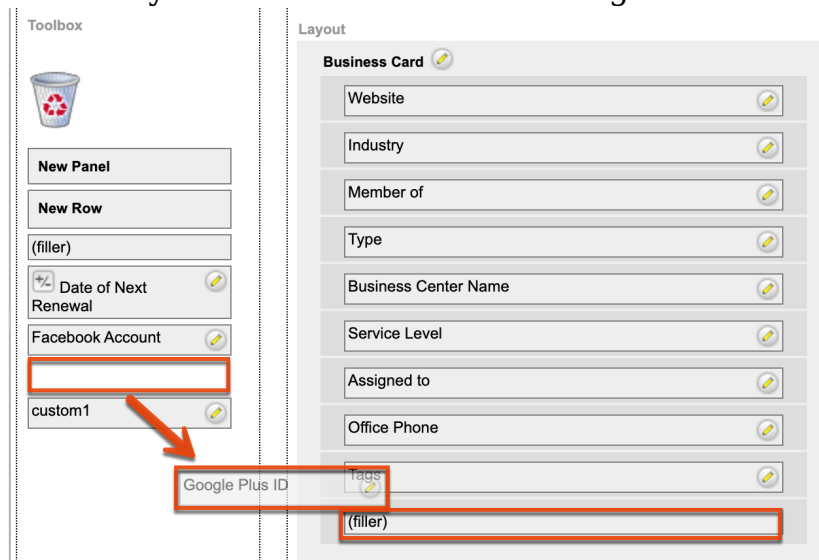 Toolbox
New Panel
New Row
(filler)
Date of Next
Renewal
Facebook Account
custom1
Google Plus ID
Layout
Business Card
Website
Industry
Member of
Type
Business Center Name
Service Level
Assigned to
Office Phone
Tags
(filler)